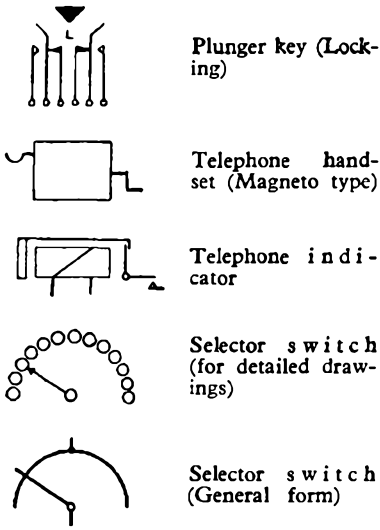 L
Plunger key (Lock-
ing)
Telephone hand-
set (Magneto type)
Telephone indi-
cator
Selector switch
(for detailed draw-
ings)
Selector switch
(General form)